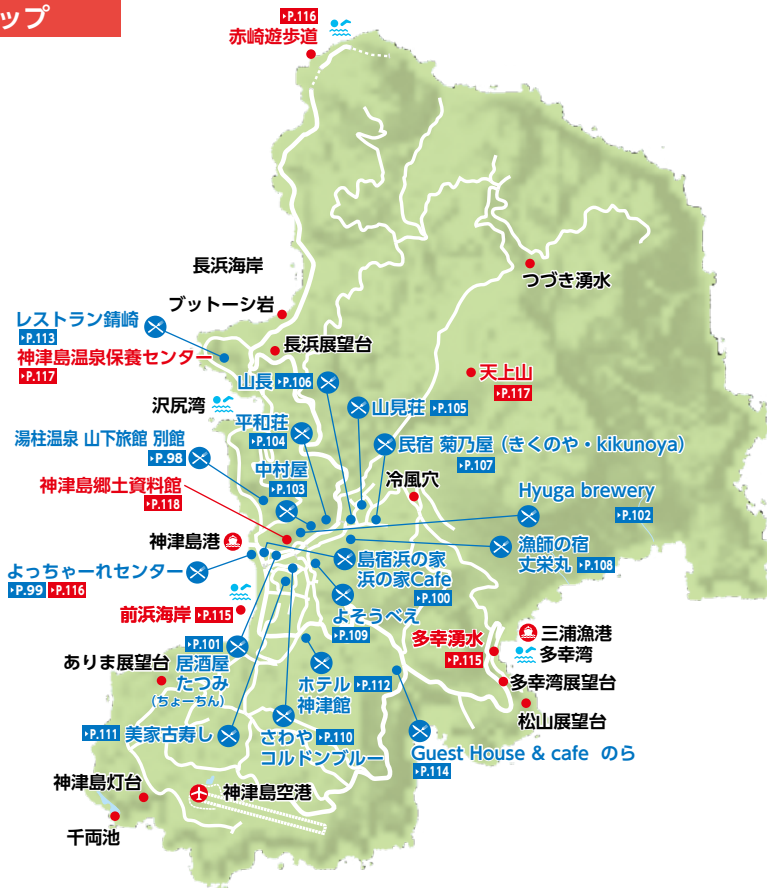 ップ
▸P.116
赤崎遊歩道
長浜海岸
つづき湧水
ブットーシ岩
レストラン錆崎
▸P.113
神津島温泉保養センター
▸P.117
長浜展望台
天上山
▸P.117
山長 ▸P.106
山見荘 ▸P.105
沢尻湾
平和荘
▸P.104
湯柱温泉 山下旅館 別館
▸P.98
民宿 菊乃屋（きくのや・kikunoya）
▸P.107
中村屋
▸P.103
冷風穴
神津島郷土資料館
▸P.118
Hyuga brewery
▸P.102
神津島港
漁師の宿
丈栄丸 ▸P.108
島宿浜の家
浜の家Cafe
▸P.100
よっちゃーれセンター
▸P.99 ▸P.116
前浜海岸 ▸P.115
よそうべえ
▸P.109
三浦漁港
多幸湧水
▸P.115
多幸湾
▸P.101
居酒屋
たつみ
（ちょーちん）
ありま展望台
ホテル ▸P.112
神津館
多幸湾展望台
松山展望台
▸P.111 美家古寿し
さわや ▸P.110
コルドンブルー
Guest House & cafe のら
▸P.114
神津島灯台
神津島空港
千両池